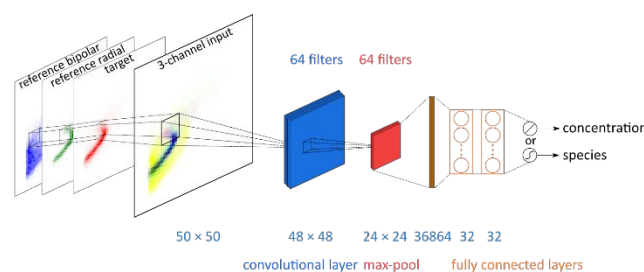 reference bipolar
reference radial
target
3-channel input
64 filters
64 filters
concentration
or
species
50 × 50
48 × 48
24 × 24
36864
32
32
convolutional layer
max-pool
fully connected layers